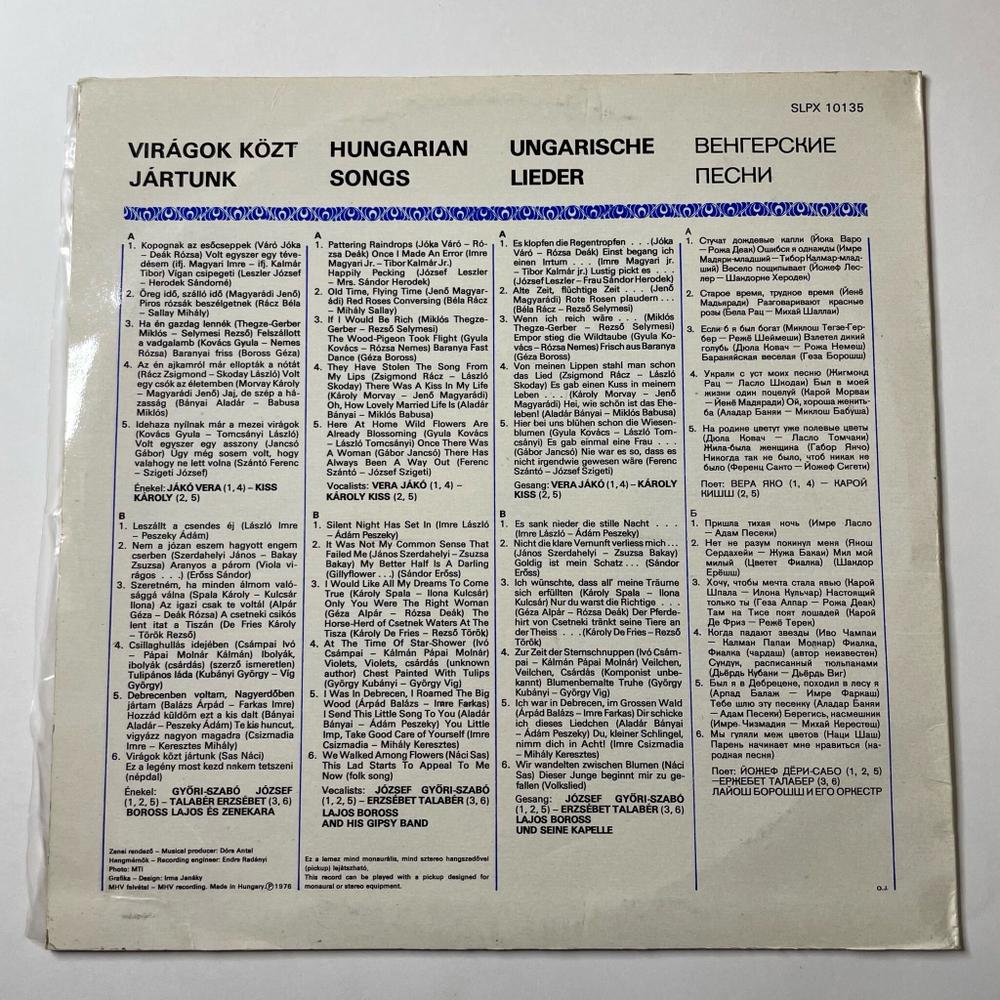 SLPX 10135
VIRÁGOK KÖZT
JÁRTUNK
A
1. Kopognak az esőcseppek (Váró Jóka
– Deák Rózsa) Volt egyszer egy téve-
désem (ifj. Magyari Imre – ifj. Kalmár
Tibor) Vígan csipegeti (Leszler József
– Herodek Sándorné)
2. Öreg idő, szálló idő (Magyarádi Jenő)
Piros rózsák beszélgetnek (Rácz Béla
– Sallay Mihály)
3. Ha én gazdag lennék (Thegze-Gerber
Miklós – Selymesi Rezső) Felszállott
a vadgalamb (Kovács Gyula – Nemes
Rózsa) Baranyai friss (Boross Géza)
4. Az én ajkamról már ellopták a nótát
(Rácz Zsigmond – Skoday László) Volt
egy csók az életemben (Morvay Károly
– Magyarádi Jenő) Jaj, de szép a há-
zasság (Bányai Aladár – Babusa
Miklós)
5. Idehaza nyílnak már a mezei virágok
(Kovács Gyula – Tomcsányi László)
Volt egyszer egy asszony (Jancsó
Gábor) Úgy még sosem volt, hogy
valahogy ne lett volna (Szántó Ferenc
– Szigeti József)
Énekel: JÁKÓ VERA (1, 4) – KISS
KÁROLY (2, 5)
B
1. Leszállt a csendes éj (László Imre
– Peszeky Ádám)
2. Nem a józan eszem hagyott engem
cserben (Szerdahelyi János – Bakay
Zsuzsa) Aranyos a párom (Viola vi-
rágos . . .) (Erőss Sándor)
3. Szeretném, ha minden álmom való-
sággá válna (Spala Károly – Kulcsár
Ilona) Az igazi csak te voltál (Alpár
Géza – Deák Rózsa) A csetneki csikós
lent itat a Tiszán (De Fries Károly
– Török Rezső)
4. Csillaghullás idejében (Csámpai Ivó
– Pápai Molnár Kálmán) Ibolyák,
ibolyák (csárdás) (szerző ismeretlen)
Tulipános láda (Kubányi György – Víg
György)
5. Debrecenben voltam, Nagyerdőben
jártam (Balázs Árpád – Farkas Imre)
Hozzád küldöm ezt a kis dalt (Bányai
Aladár – Peszeky Ádám) Te kis huncut,
vigyázz nagyon magadra (Csizmadia
Imre – Keresztes Mihály)
6. Virágok közt jártunk (Sas Náci)
Ez a legény most kezd nekem tetszeni
(népdal)
Énekel: GYŐRI-SZABÓ JÓZSEF
(1, 2, 5) – TALABÉR ERZSÉBET (3, 6)
BOROSS LAJOS ÉS ZENEKARA
Zenei rendező – Musical producer: Dóra Antal
Hangmérnök – Recording engineer: Endre Radányi
Photo: MTI
Grafika – Design: Irma Janáky
MHV felvétel – MHV recording. Made in Hungary. Ⓟ 1976
HUNGARIAN
SONGS
A
1. Pattering Raindrops (Jóka Váró – Ró-
zsa Deák) Once I Made An Error (Imre
Magyari Jr. – Tibor Kalmár Jr.)
Happily Pecking (József Leszler
– Mrs. Sándor Herodek)
2. Old Time, Flying Time (Jenő Magyar-
ádi) Red Roses Conversing (Béla Rácz
– Mihály Sallay)
3. If I Would Be Rich (Miklós Thegze-
Gerber – Rezső Selymesi)
The Wood-Pigeon Took Flight (Gyula
Kovács – Rózsa Nemes) Baranya Fast
Dance (Géza Boross)
4. They Have Stolen The Song From
My Lips (Zsigmond Rácz – László
Skoday) There Was A Kiss In My Life
(Károly Morvay – Jenő Magyarádi)
Oh, How Lovely Married Life Is (Aladár
Bányai – Miklós Babusa)
5. Here At Home Wild Flowers Are
Already Blossoming (Gyula Kovács
– László Tomcsányi) Once There Was
A Woman (Gábor Jancsó) There Has
Always Been A Way Out (Ferenc
Szántó – József Szigeti)
Vocalists: VERA JÁKÓ (1, 4) –
KÁROLY KISS (2, 5)
B
1. Silent Night Has Set In (Imre László
– Ádám Peszeky)
2. It Was Not My Common Sense That
Failed Me (János Szerdahelyi – Zsuzsa
Bakay) My Better Half Is A Darling
(Gillyflower . . .) (Sándor Erőss)
3. I Would Like All My Dreams To Come
True (Károly Spala – Ilona Kulcsár)
Only You Were The Right Woman
(Géza Alpár – Rózsa Deák) The
Horse-Herd of Csetnek Waters At The
Tisza (Károly De Fries – Rezső Török)
4. At The Time Of Star-Shower (Ivó
Csámpai – Kálmán Pápai Molnár)
Violets, Violets, csárdás (unknown
author) Chest Painted With Tulips
(György Kubányi – György Vig)
5. I Was In Debrecen, I Roamed The Big
Wood (Árpád Balázs – Imre Farkas)
I Send This Little Song To You (Aladár
Bányai – Ádám Peszeky) You Little
Imp, Take Good Care of Yourself (Imre
Csizmadia – Mihály Keresztes)
6. We Walked Among Flowers (Náci Sas)
This Lad Starts To Appeal To Me
Now (folk song)
Vocalists: JÓZSEF GYŐRI-SZABÓ
(1, 2, 5) – ERZSÉBET TALABÉR (3, 6)
LAJOS BOROSS
AND HIS GIPSY BAND
Ez a lemez mind monaurális, mind sztereo hangszedővel
(pickup) lejátszható,
This record can be played with a pickup designed for
monaural or stereo equipment.
UNGARISCHE
LIEDER
A
1. Es klopfen die Regentropfen . . . (Jóka
Váró – Rózsa Deák) Einst begang ich
einen Irrtum . . . (Imre Magyari jr.
– Tibor Kalmár jr.) Lustig pickt es . . .
(József Leszler – Frau Sándor Herodek)
2. Alte Zeit, flüchtige Zeit . . . (Jenő
Magyarádi) Rote Rosen plaudern . . .
(Béla Rácz – Mihály Sallay)
3. Wenn ich reich wäre . . . (Miklós
Thegze-Gerber – Rezső Selymesi)
Empor stieg die Wildtaube (Gyula Ko-
vács – Rózsa Nemes) Frisch aus Baranya
(Géza Boross)
4. Von meinen Lippen stahl man schon
das Lied (Zsigmond Rácz – László
Skoday) Es gab einen Kuss in meinem
Leben . . . (Károly Morvay – Jenő
Magyarádi) Hei, wie schön ist das Ehe-
leben! (Aladár Bányai – Miklós Babusa)
5. Hier bei uns blühen schon die Wiesen-
blumen (Gyula Kovács – László Tom-
csányi) Es gab einmal eine Frau . . .
(Gábor Jancsó) Nie war es so, dass es
nicht irgendwie gewesen wäre (Ferenc
Szántó – József Szigeti)
Gesang: VERA JÁKÓ (1, 4) – KÁROLY
KISS (2, 5)
B
1. Es sank nieder die stille Nacht . . .
(Imre László – Ádám Peszeky)
2. Nicht die klare Vernunft verliess mich . . .
(János Szerdahelyi – Zsuzsa Bakay)
Goldig ist mein Schatz . . . (Sándor
Erőss)
3. Ich wünschte, dass all' meine Träume
sich erfüllten (Károly Spala – Ilona
Kulcsár) Nur du warst die Richtige . . .
(Géza Alpár – Rózsa Deák) Der Pferde-
hirt von Csetnek tränkt seine Tiere an
der Theiss . . . (Károly De Fries – Rezső
Török)
4. Zur Zeit der Sternschnuppen (Ivó Csám-
pai – Kálmán Pápai Molnár) Veilchen,
Veilchen, Csárdás (Komponist unbe-
kannt) Blumenbemalte Truhe (György
Kubányi – György Vig)
5. Ich war in Debrecen, im Grossen Wald
(Árpád Balázs – Imre Farkas) Dir schicke
ich dieses Liedchen (Aladár Bányai
– Ádám Peszeky) Du, kleiner Schlingel,
nimm dich in Acht! (Imre Csizmadia
– Mihály Keresztes)
6. Wir wandelten zwischen Blumen (Náci
Sas) Dieser Junge beginnt mir zu ge-
fallen (Volkslied)
Gesang: JÓZSEF GYŐRI-SZABÓ
(1, 2, 5) – ERZSÉBET TALABÉR (3, 6)
LAJOS BOROSS
UND SEINE KAPELLE
ВЕНГЕРСКИЕ
ПЕСНИ
А
1. Стучат дождевые капли (Йока Варо
— Рожа Деак) Ошибся я однажды (Имре
Мадяри-младший — Тибор Калмар-млад-
ший) Весело пощипывает (Йожеф Лес-
лер — Шандорне Херодек)
2. Старое время, трудное время (Йенё
Мадьяради) Разговаривают красные
розы (Бела Рац — Михай Шаллаи)
3. Если б я был богат (Миклош Тегзе-Гер-
бер — Режё Шеймеши) Взлетел дикий
голубь (Дюла Ковач — Рожа Немеш)
Бараняйская веселая (Геза Борошш)
4. Украли с уст моих песню (Жигмонд
Рац — Ласло Шкодаи) Был в моей
жизни один поцелуй (Карой Морваи
— Йенё Мадяради) Ой, хороша женить-
ба (Аладар Баняи — Миклош Бабуша)
5. На родине цветут уже полевые цветы
(Дюла Ковач — Ласло Томчани)
Жила-была женщина (Габор Янчо)
Никогда так не было, чтоб никак не
было (Ференц Санто — Йожеф Сигети)
Поет: ВЕРА ЯКО (1, 4) — КАРОЙ
КИШШ (2, 5)
Б
1. Пришла тихая ночь (Имре Ласло
— Адам Песеки)
2. Нет не разум покинул меня (Янош
Сердахейи — Жужа Бакаи) Мил мой
милый (Цветет Фиалка) (Шандор
Ерёшш)
3. Хочу, чтобы мечта стала явью (Карой
Шпала — Илона Кульчар) Настоящий
только ты (Геза Алпар — Рожа Деак)
Там на Тисе поят лошадей (Карой
Де Фриз — Режё Терек)
4. Когда падают звезды (Иво Чампаи
— Калман Папаи Молнар) Фиалка,
Фиалка (чардаш) (автор неизвестен)
Сундук, расписанный тюльпанами
(Дьёрдь Кубани — Дьёрдь Виг)
5. Был я в Дебрецене, походил в лесу я
(Арпад Балаж — Имре Фаркаш)
Тебе шлю эту песенку (Аладар Баняи
— Адам Песеки) Берегись, насмешник
(Имре Чизмадия — Михай Керестеш)
6. Мы гуляли меж цветов (Наци Шаш)
Парень начинает мне нравиться (на-
родная песня)
Поет: ЙОЖЕФ ДЁРИ-САБО (1, 2, 5)
—ЕРЖЕБЕТ ТАЛАБЕР (3, 6)
ЛАЙОШ БОРОШШ И ЕГО ОРКЕСТР
O.J.